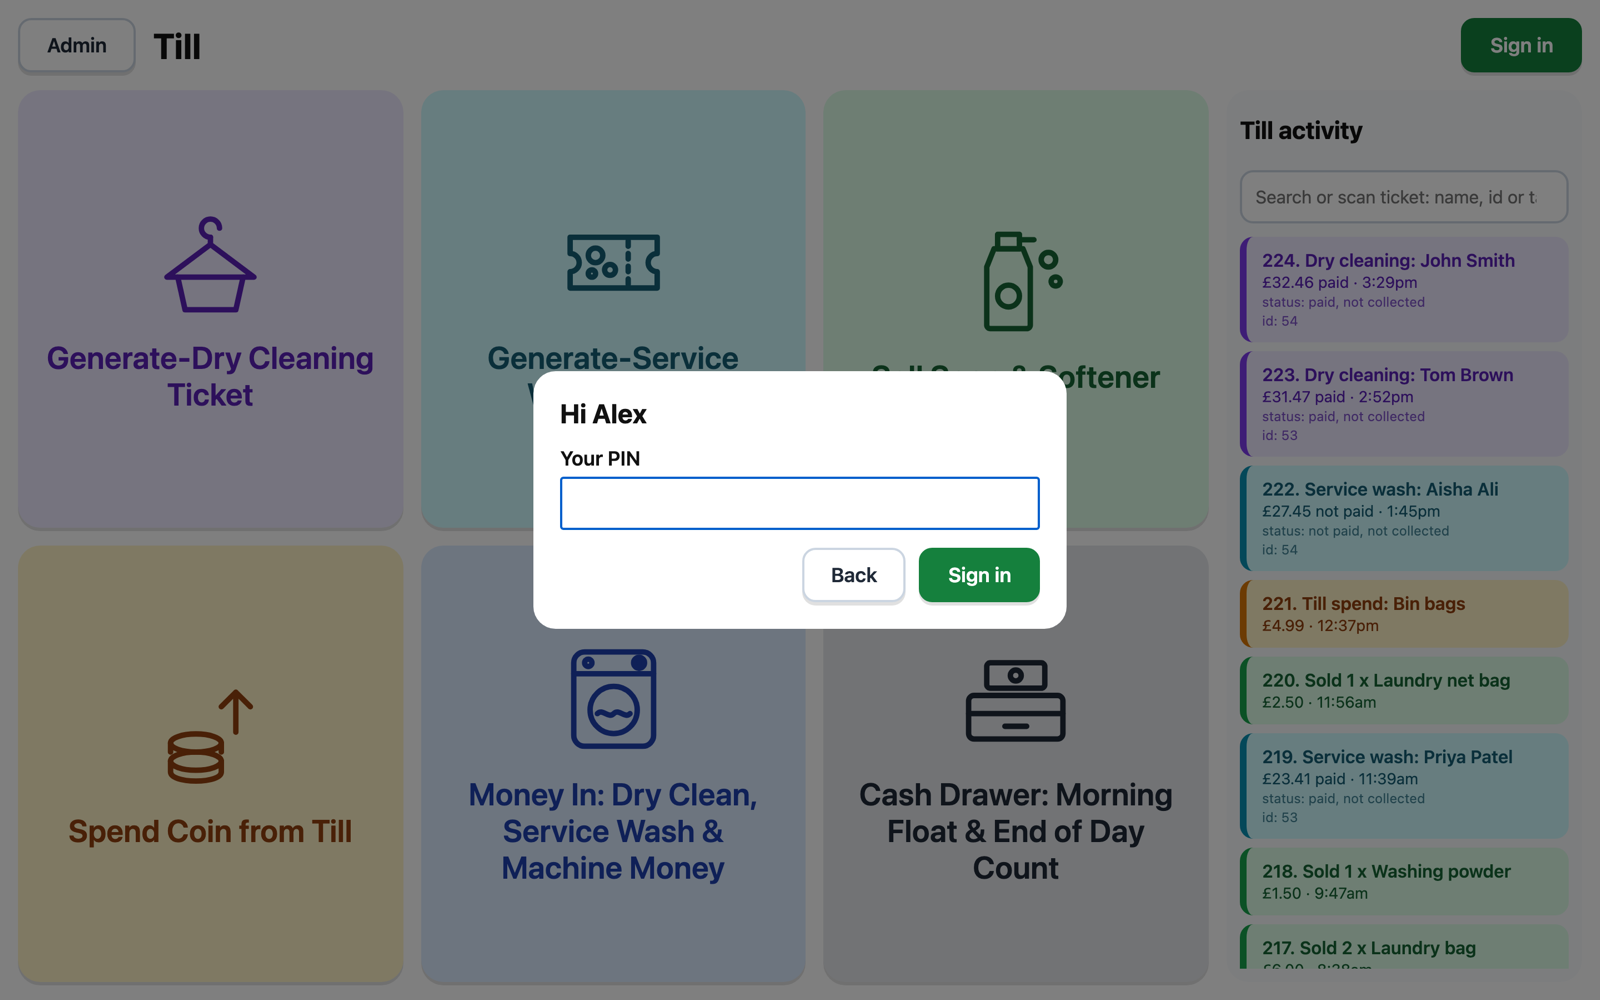 Admin
Till
Sign in
Generate-Dry Cleaning
Ticket
Generate-Service
Softener
Hi Alex
Your PIN
Back
Sign in
Spend Coin from Till
Money In: Dry Clean,
Service Wash &
Machine Money
Cash Drawer: Morning
Float & End of Day
Count
Till activity
Search or scan ticket: name, id or
224. Dry cleaning: John Smith
£32.46 paid · 3:29pm
status: paid, not collected
id: 54
223. Dry cleaning: Tom Brown
£31.47 paid · 2:52pm
status: paid, not collected
id: 53
222. Service wash: Aisha Ali
£27.45 not paid · 1:45pm
status: not paid, not collected
id: 54
221. Till spend: Bin bags
£4.99 · 12:37pm
220. Sold 1 x Laundry net bag
£2.50 · 11:56am
219. Service wash: Priya Patel
£23.41 paid · 11:39am
status: paid, not collected
id: 53
218. Sold 1 x Washing powder
£1.50 · 9:47am
217. Sold 2 x Laundry bag